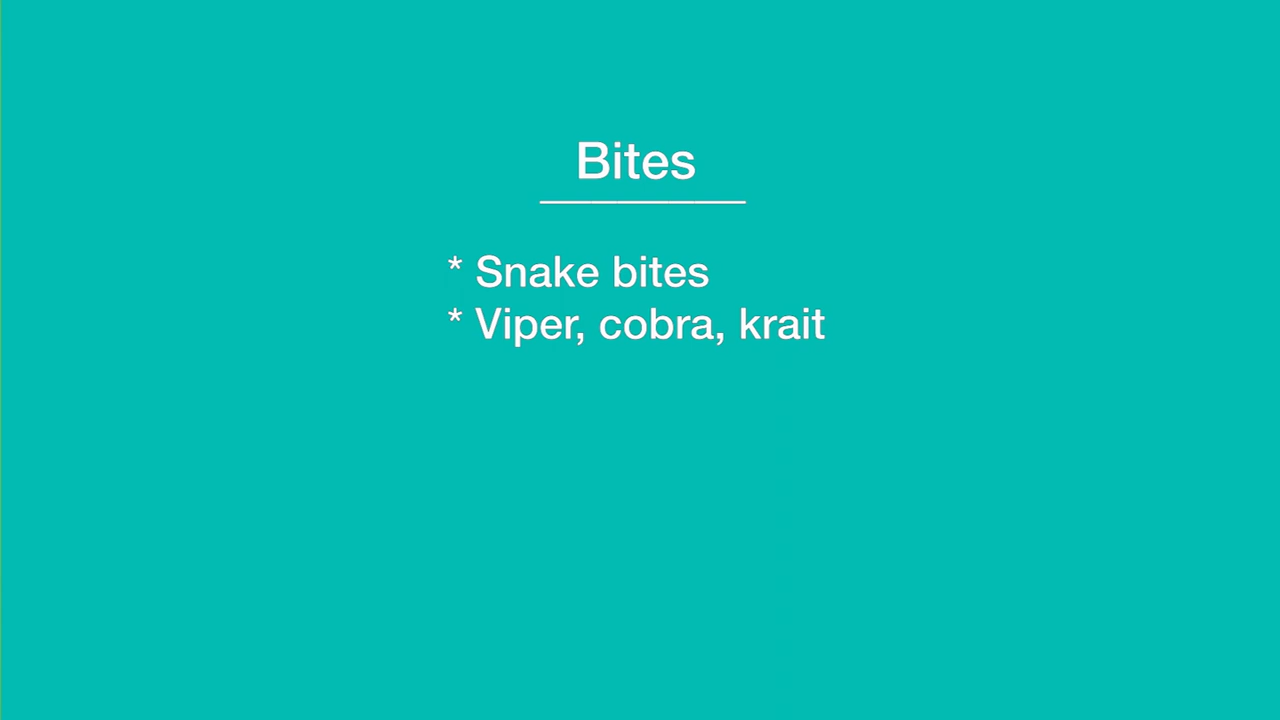 Bites
* Snake bites
* Viper, cobra, krait